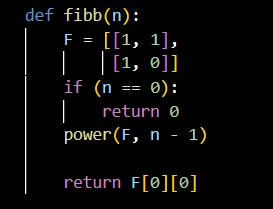 def fibb(n):
    F = [[1, 1],
         [1, 0]]
    if (n == 0):
        return 0
    power(F, n - 1)

    return F[0][0]